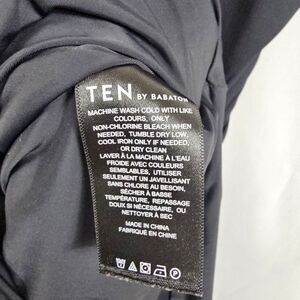 TEN BY BABATON
MACHINE WASH COLD WITH LIKE
COLOURS, ONLY
NON-CHLORINE BLEACH WHEN
NEEDED, TUMBLE DRY LOW,
COOL IRON ONLY IF NEEDED,
OR DRY CLEAN
LAVER À LA MACHINE À L'EAU
FROIDE AVEC COULEURS
SEMBLABLES, UTILISER
SEULEMENT UN JAVELLISANT
SANS CHLORE AU BESOIN,
SÉCHER À BASSE
TEMPÉRATURE, REPASSAGE
DOUX SI NÉCESSAIRE, OU
NETTOYER À SEC
MADE IN CHINA
FABRIQUÉ EN CHINE